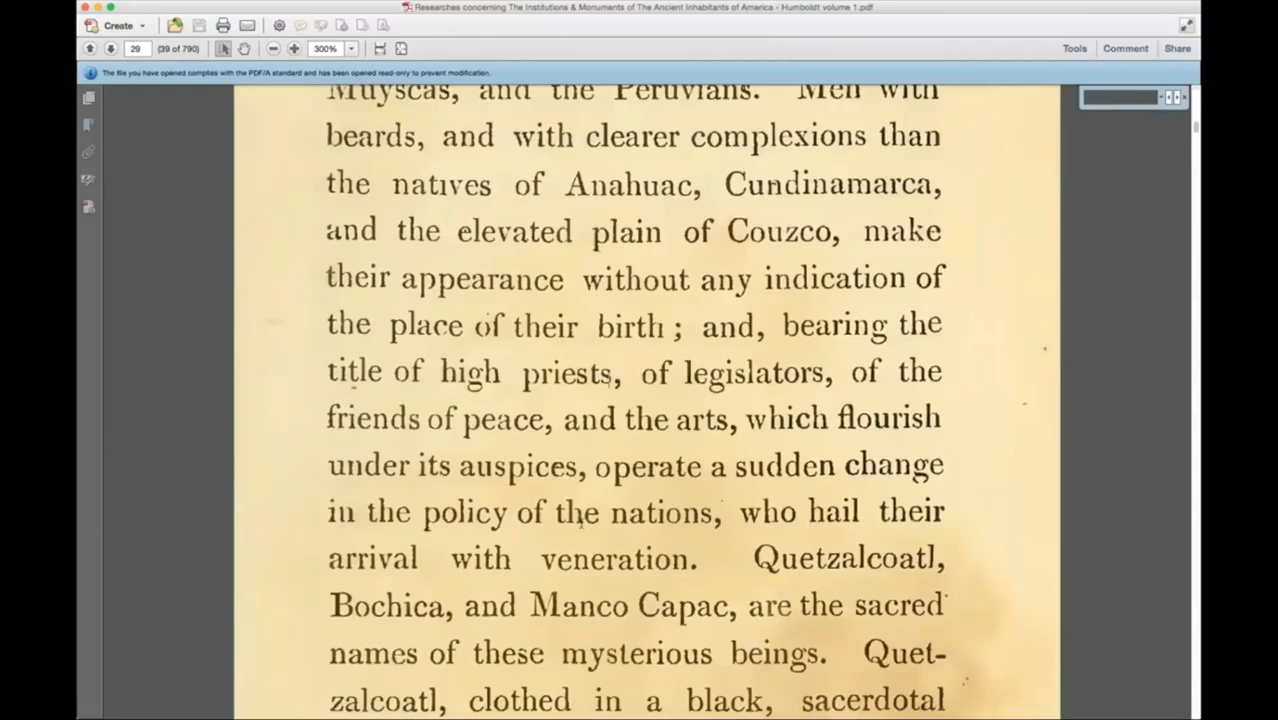 Researches concerning The Institutions & Monuments of The Ancient Inhabitants of America - Humboldt volume 1.pdf
Create
29 (39 of 790) 300% Tools Comment Share
The file you have opened complies with the PDF/A standard and has been opened read-only to prevent modification.
Muyscas, and the Peruvians. Men with
beards, and with clearer complexions than
the natives of Anahuac, Cundinamarca,
and the elevated plain of Couzco, make
their appearance without any indication of
the place of their birth ; and, bearing the
title of high priests, of legislators, of the
friends of peace, and the arts, which flourish
under its auspices, operate a sudden change
in the policy of the nations, who hail their
arrival with veneration. Quetzalcoatl,
Bochica, and Manco Capac, are the sacred
names of these mysterious beings. Quet-
zalcoatl, clothed in a black, sacerdotal